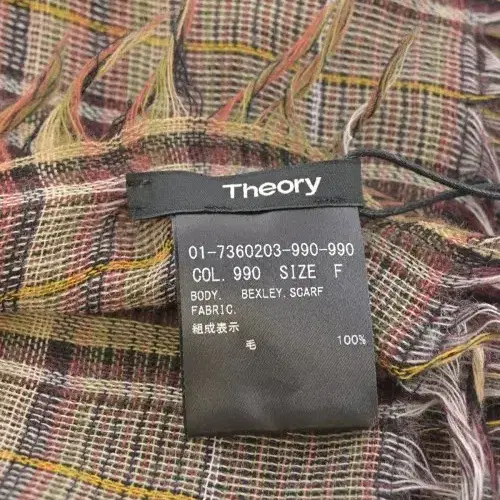 Theory
01-7360203-990-990
COL. 990 SIZE F
BODY. BEXLEY. SCARF
FABRIC.
組成表示
毛 100%